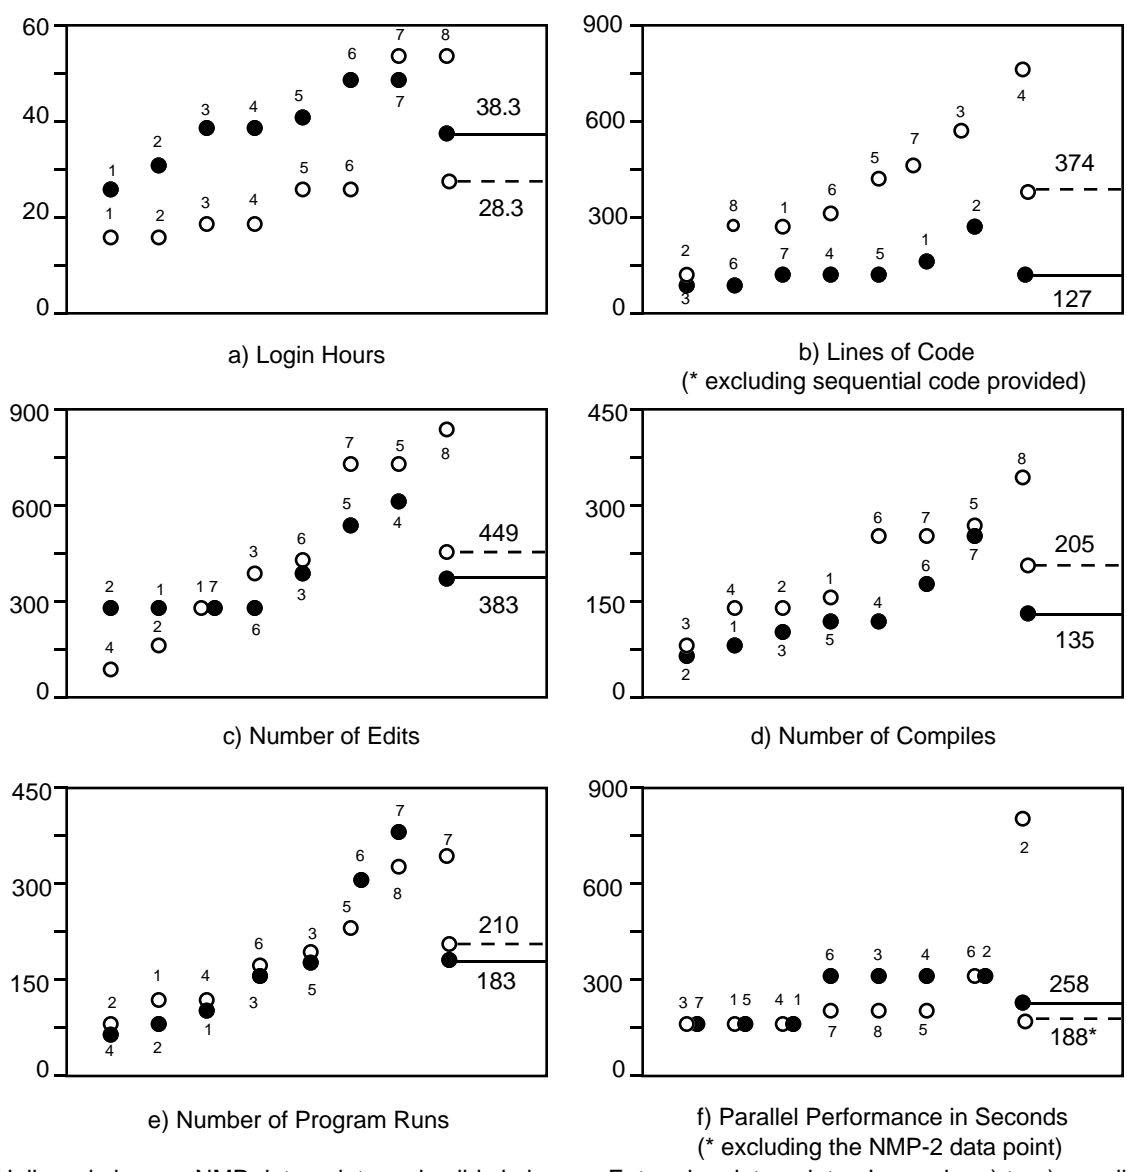 60
40
20
0
1 2 3 4 5 6 7 8
1 2 3 4 5 6 7
38.3
28.3
a) Login Hours
900
600
300
0
2 8 1 6 5 7 3 4
3 6 7 4 5 1 2
374
127
b) Lines of Code
(* excluding sequential code provided)
900
600
300
0
2 1 1 7 3 6 7 5 8
4 2 6 3 5 4
449
383
c) Number of Edits
450
300
150
0
3 4 2 1 6 7 5 8
2 1 3 5 4 6 7
205
135
d) Number of Compiles
450
300
150
0
2 1 4 6 3 5 6 7 8 7
4 2 1 3 5
210
183
e) Number of Program Runs
900
600
300
0
3 7 1 5 4 1 6 3 4 6 2 2
7 8 5
258
188*
f) Parallel Performance in Seconds
(* excluding the NMP-2 data point)